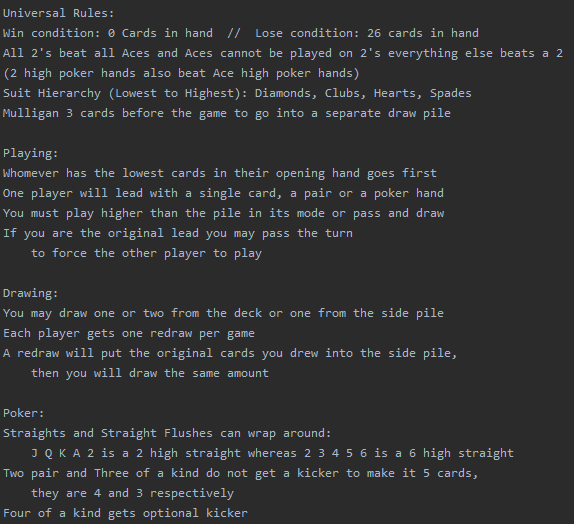 Universal Rules:
Win condition: 0 Cards in hand  //  Lose condition: 26 cards in hand
All 2's beat all Aces and Aces cannot be played on 2's everything else beats a 2
(2 high poker hands also beat Ace high poker hands)
Suit Hierarchy (Lowest to Highest): Diamonds, Clubs, Hearts, Spades
Mulligan 3 cards before the game to go into a separate draw pile
Playing:
Whomever has the lowest cards in their opening hand goes first
One player will lead with a single card, a pair or a poker hand
You must play higher than the pile in its mode or pass and draw
If you are the original lead you may pass the turn
to force the other player to play
Drawing:
You may draw one or two from the deck or one from the side pile
Each player gets one redraw per game
A redraw will put the original cards you drew into the side pile,
then you will draw the same amount
Poker:
Straights and Straight Flushes can wrap around:
J Q K A 2 is a 2 high straight whereas 2 3 4 5 6 is a 6 high straight
Two pair and Three of a kind do not get a kicker to make it 5 cards,
they are 4 and 3 respectively
Four of a kind gets optional kicker